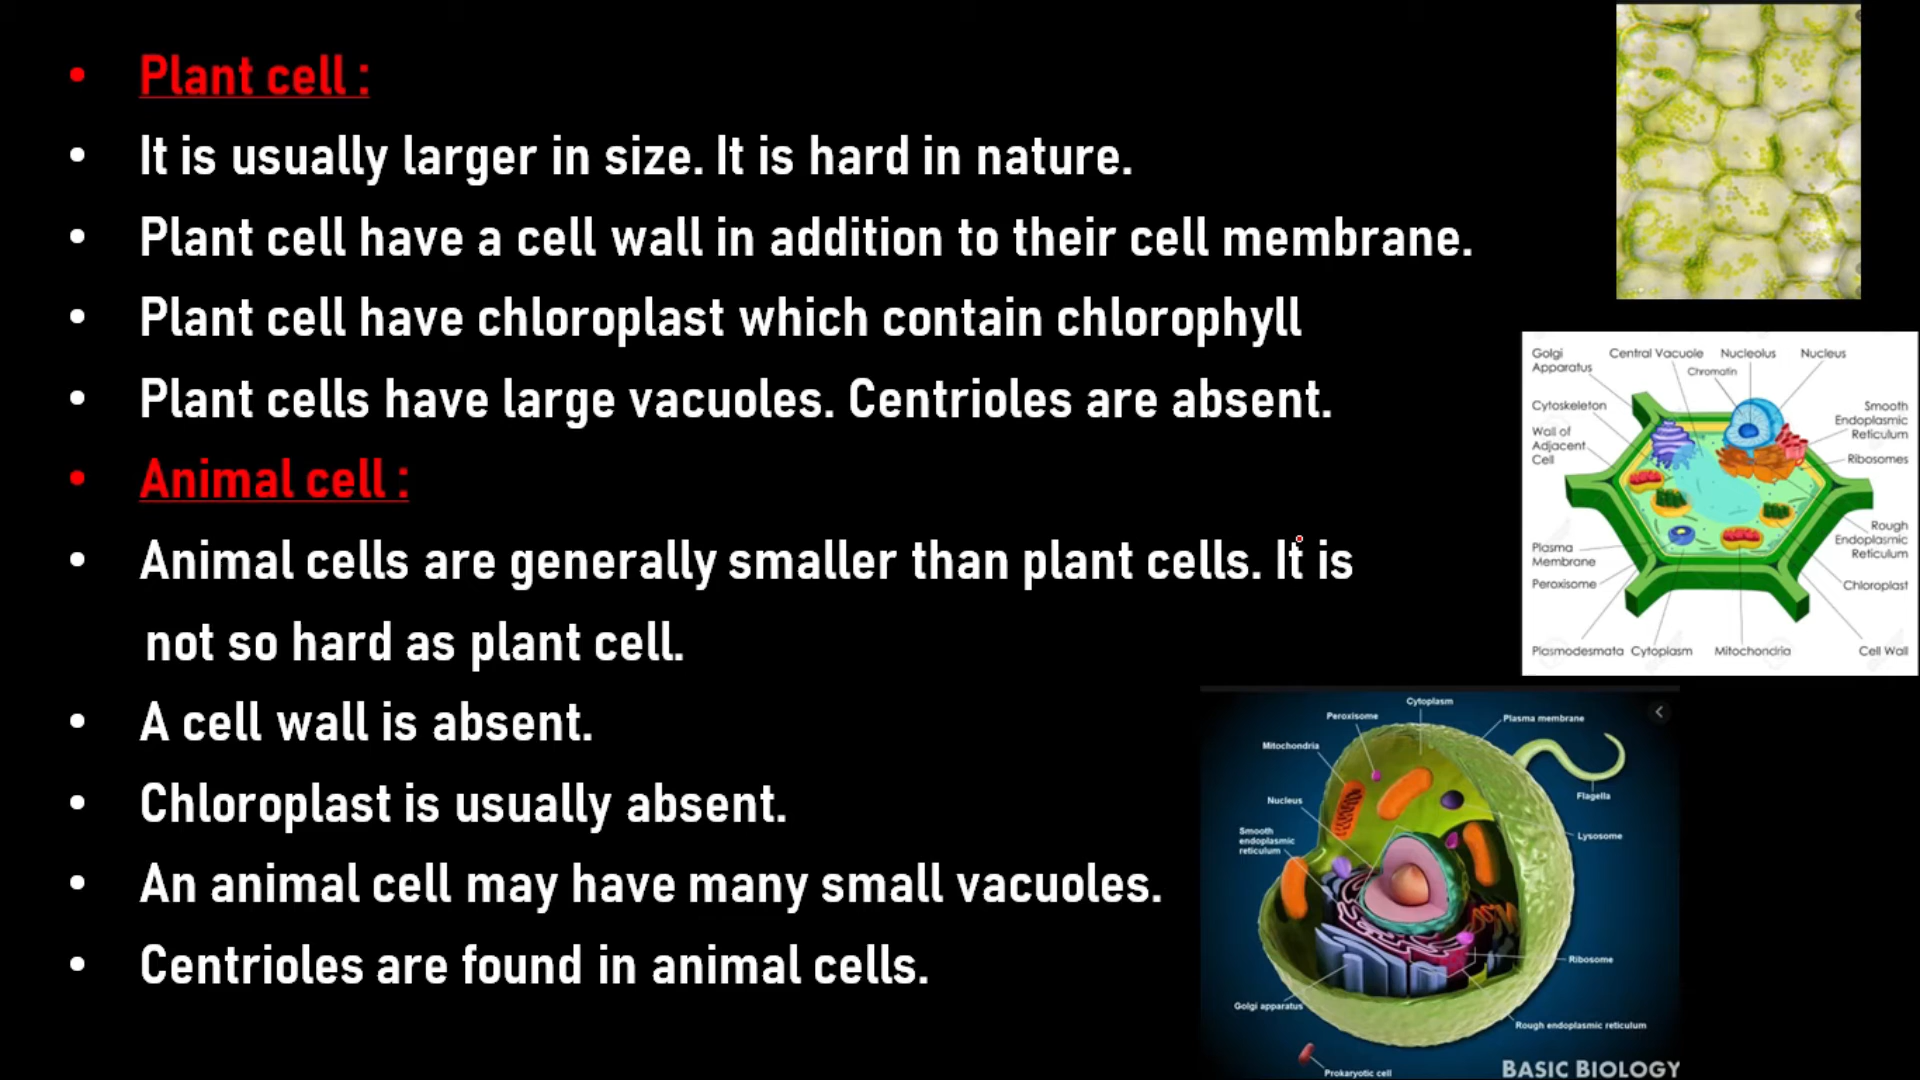 • Plant cell :
• It is usually larger in size. It is hard in nature.
• Plant cell have a cell wall in addition to their cell membrane.
• Plant cell have chloroplast which contain chlorophyll
• Plant cells have large vacuoles. Centrioles are absent.
• Animal cell :
• Animal cells are generally smaller than plant cells. It is
not so hard as plant cell.
• A cell wall is absent.
• Chloroplast is usually absent.
• An animal cell may have many small vacuoles.
• Centrioles are found in animal cells.
Golgi
Apparatus
Central Vacuole
Nucleolus
Nucleus
Chromatin
Cytoskeleton
Wall of
Adjacent
Cell
Smooth
Endoplasmic
Reticulum
Ribosomes
Rough
Endoplasmic
Reticulum
Plasma
Membrane
Peroxisome
Chloroplast
Plasmodesmata
Cytoplasm
Mitochondria
Cell Wall
Cytoplasm
Peroxisome
Plasma membrane
Mitochondria
Flagella
Nucleus
Lysosome
Smooth
endoplasmic
reticulum
Ribosome
Golgi apparatus
Rough endoplasmic reticulum
Prokaryotic cell
BASIC BIOLOGY